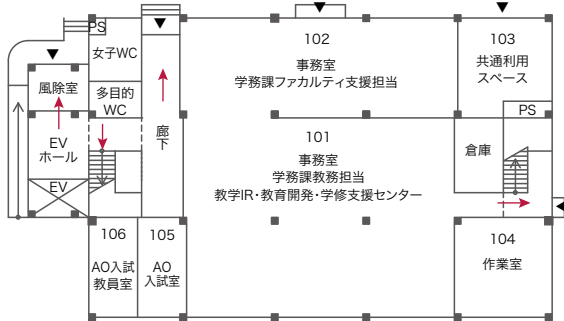 PS
女子WC
多目的
WC
風除室
EV
ホール
EV
廊下
102
事務室
学務課ファカルティ支援担当
103
共通利用
スペース
PS
101
事務室
学務課教務担当
教学IR・教育開発・学修支援センター
倉庫
106
AO入試
教員室
105
AO
入試室
104
作業室